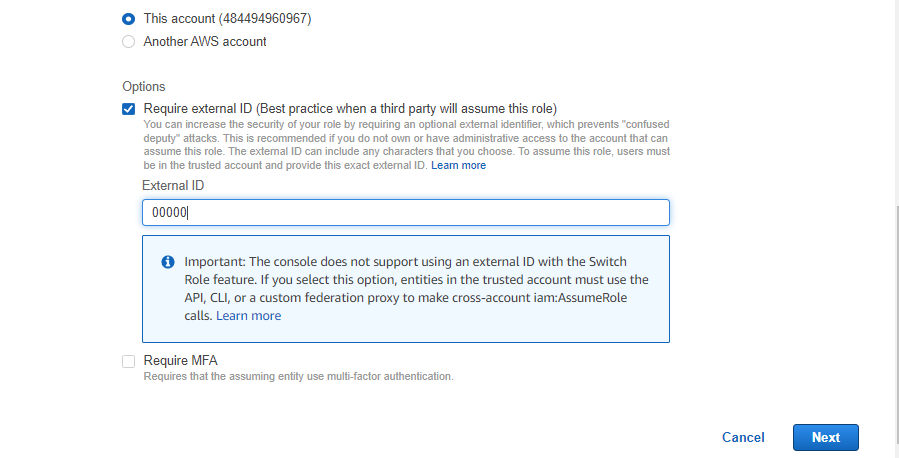 This account (484494960967)
Another AWS account
Options
Require external ID (Best practice when a third party will assume this role)
You can increase the security of your role by requiring an optional external identifier, which prevents "confused
deputy" attacks. This is recommended if you do not own or have administrative access to the account that can
assume this role. The external ID can include any characters that you choose. To assume this role, users must
be in the trusted account and provide this exact external ID. Learn more
External ID
00000
Important: The console does not support using an external ID with the Switch
Role feature. If you select this option, entities in the trusted account must use the
API, CLI, or a custom federation proxy to make cross-account iam:AssumeRole
calls. Learn more
Require MFA
Requires that the assuming entity use multi-factor authentication.
Cancel
Next